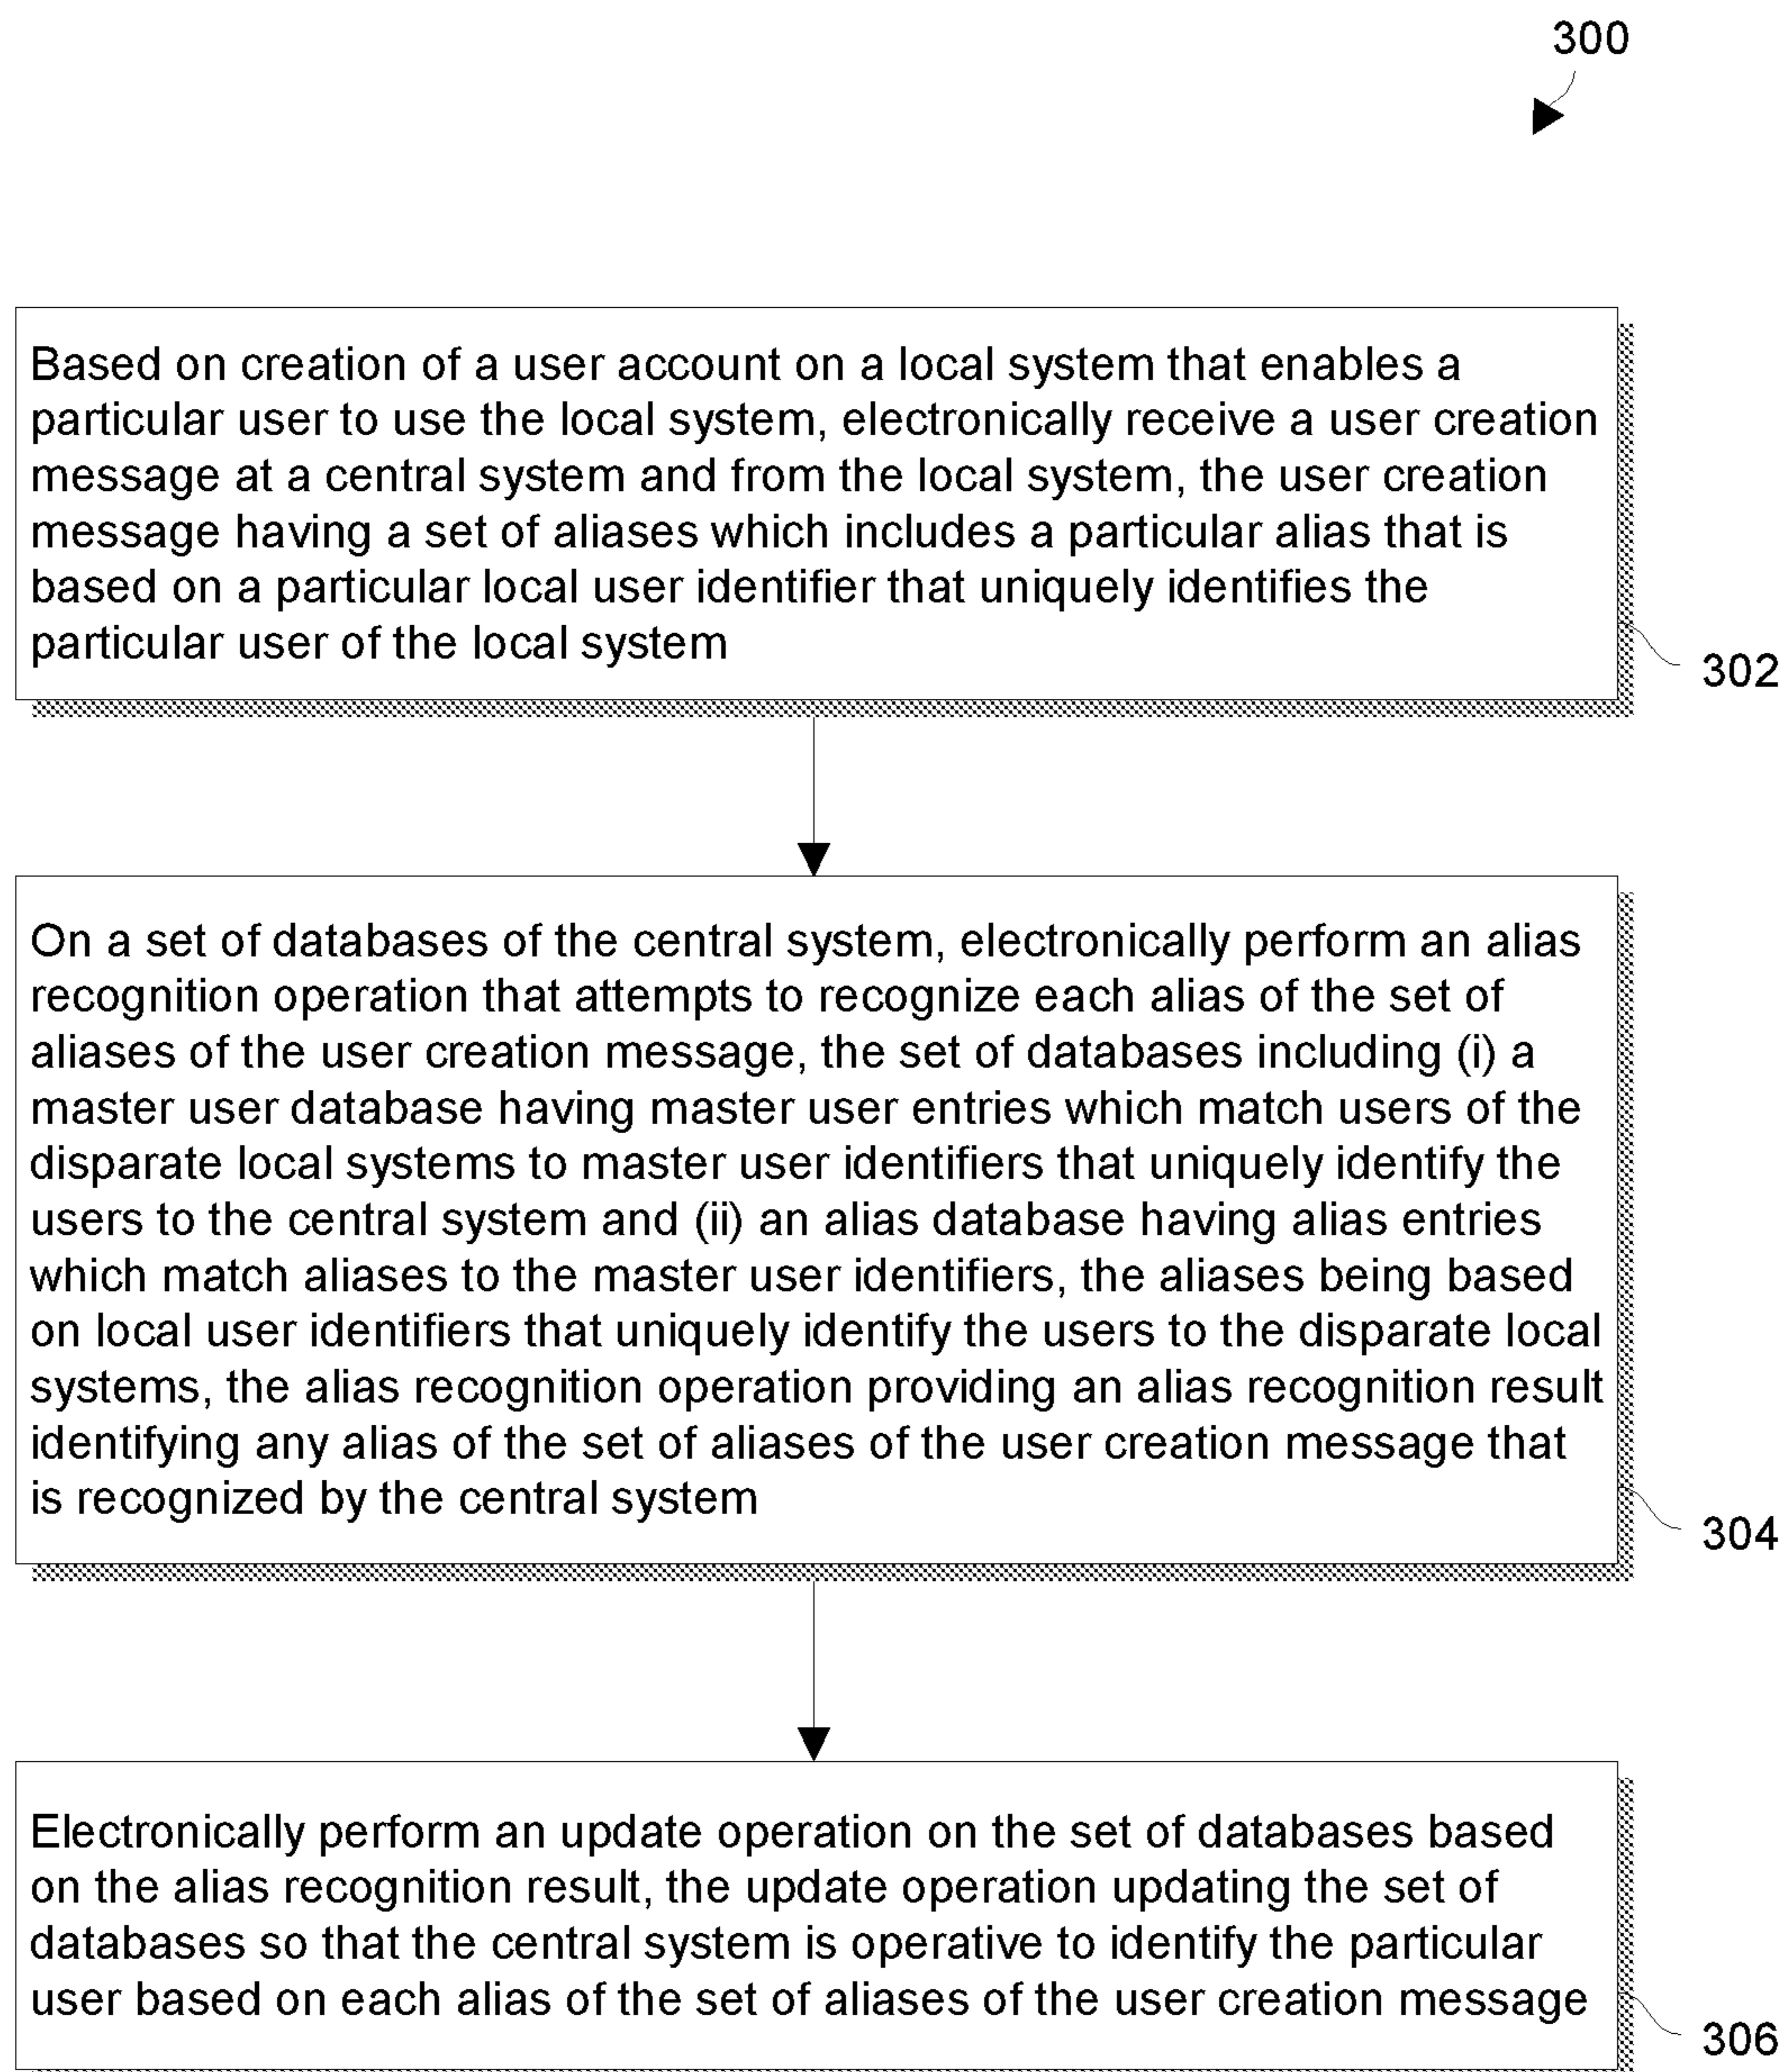 300
Based on creation of a user account on a local system that enables a
particular user to use the local system, electronically receive a user creation
message at a central system and from the local system, the user creation
message having a set of aliases which includes a particular alias that is
based on a particular local user identifier that uniquely identifies the
particular user of the local system
302
On a set of databases of the central system, electronically perform an alias
recognition operation that attempts to recognize each alias of the set of
aliases of the user creation message, the set of databases including (i) a
master user database having master user entries which match users of the
disparate local systems to master user identifiers that uniquely identify the
users to the central system and (ii) an alias database having alias entries
which match aliases to the master user identifiers, the aliases being based
on local user identifiers that uniquely identify the users to the disparate local
systems, the alias recognition operation providing an alias recognition result
identifying any alias of the set of aliases of the user creation message that
is recognized by the central system
304
Electronically perform an update operation on the set of databases based
on the alias recognition result, the update operation updating the set of
databases so that the central system is operative to identify the particular
user based on each alias of the set of aliases of the user creation message
306